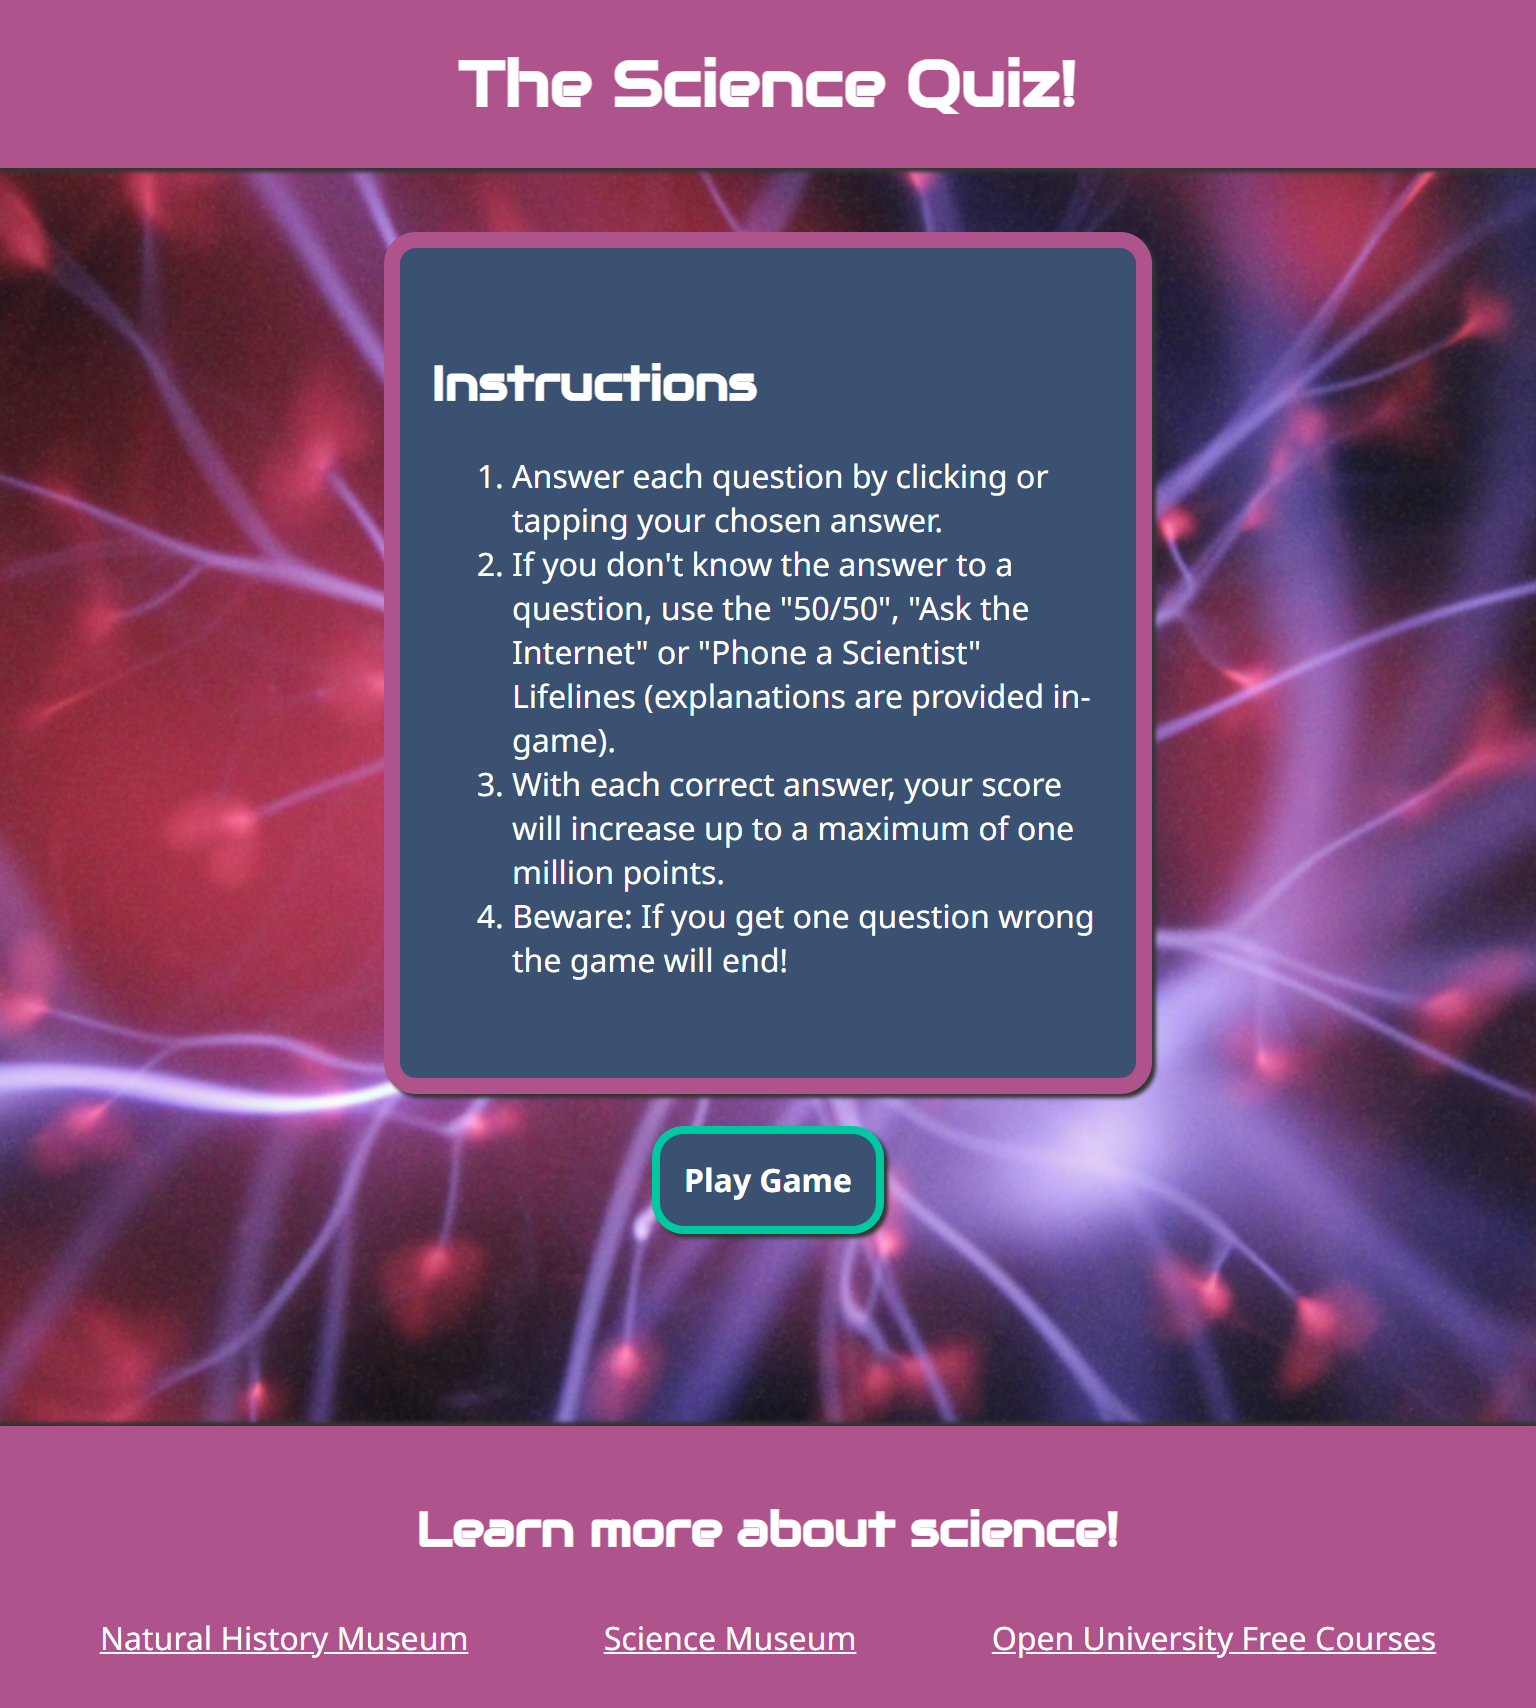 The Science Quiz!
Instructions
1. Answer each question by clicking or
tapping your chosen answer.
2. If you don't know the answer to a
question, use the "50/50", "Ask the
Internet" or "Phone a Scientist"
Lifelines (explanations are provided in-
game).
3. With each correct answer, your score
will increase up to a maximum of one
million points.
4. Beware: If you get one question wrong
the game will end!
Play Game
Learn more about science!
Natural History Museum
Science Museum
Open University Free Courses